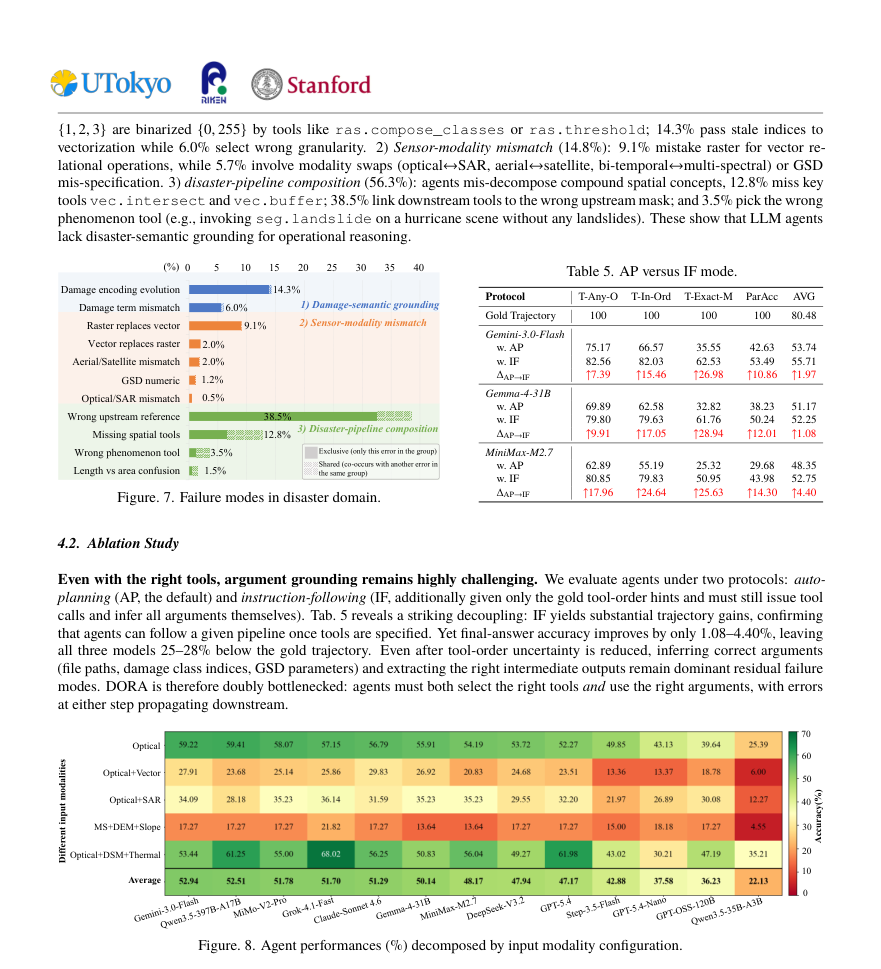 UTokyo
RIKEN
Stanford
{1, 2, 3} are binarized {0, 255} by tools like ras.compose_classes or ras.threshold; 14.3% pass stale indices to
vectorization while 6.0% select wrong granularity. 2) Sensor-modality mismatch (14.8%): 9.1% mistake raster for vector re-
lational operations, while 5.7% involve modality swaps (optical↔SAR, aerial↔satellite, bi-temporal↔multi-spectral) or GSD
mis-specification. 3) disaster-pipeline composition (56.3%): agents mis-decompose compound spatial concepts, 12.8% miss key
tools vec.intersect and vec.buffer; 38.5% link downstream tools to the wrong upstream mask; and 3.5% pick the wrong
phenomenon tool (e.g., invoking seg.landslide on a hurricane scene without any landslides). These show that LLM agents
lack disaster-semantic grounding for operational reasoning.
(%) 0 5 10 15 20 25 30 35 40
Damage encoding evolution 14.3%
Damage term mismatch 6.0% 1) Damage-semantic grounding
Raster replaces vector 9.1% 2) Sensor-modality mismatch
Vector replaces raster 2.0%
Aerial/Satellite mismatch 2.0%
GSD numeric 1.2%
Optical/SAR mismatch 0.5%
Wrong upstream reference 38.5%
Missing spatial tools 12.8% 3) Disaster-pipeline composition
Wrong phenomenon tool 3.5%
Length vs area confusion 1.5%
Exclusive (only this error in the group)
Shared (co-occurs with another error in
the same group)
Figure. 7. Failure modes in disaster domain.
Table 5. AP versus IF mode.
Protocol T-Any-O T-In-Ord T-Exact-M ParAcc AVG
Gold Trajectory 100 100 100 100 80.48
Gemini-3.0-Flash
w. AP 75.17 66.57 35.55 42.63 53.74
w. IF 82.56 82.03 62.53 53.49 55.71
Δ AP→IF ↑7.39 ↑15.46 ↑26.98 ↑10.86 ↑1.97
Gemma-4-31B
w. AP 69.89 62.58 32.82 38.23 51.17
w. IF 79.80 79.63 61.76 50.24 52.25
Δ AP→IF ↑9.91 ↑17.05 ↑28.94 ↑12.01 ↑1.08
MiniMax-M2.7
w. AP 62.89 55.19 25.32 29.68 48.35
w. IF 80.85 79.83 50.95 43.98 52.75
Δ AP→IF ↑17.96 ↑24.64 ↑25.63 ↑14.30 ↑4.40
4.2. Ablation Study
Even with the right tools, argument grounding remains highly challenging. We evaluate agents under two protocols: auto-
planning (AP, the default) and instruction-following (IF, additionally given only the gold tool-order hints and must still issue tool
calls and infer all arguments themselves). Tab. 5 reveals a striking decoupling: IF yields substantial trajectory gains, confirming
that agents can follow a given pipeline once tools are specified. Yet final-answer accuracy improves by only 1.08–4.40%, leaving
all three models 25–28% below the gold trajectory. Even after tool-order uncertainty is reduced, inferring correct arguments
(file paths, damage class indices, GSD parameters) and extracting the right intermediate outputs remain dominant residual failure
modes. DORA is therefore doubly bottlenecked: agents must both select the right tools and use the right arguments, with errors
at either step propagating downstream.
Different input modalities
Optical 59.22 59.41 58.07 57.15 56.79 55.91 54.19 53.72 52.27 49.85 43.13 39.64 25.39
Optical+Vector 27.91 23.68 25.14 25.86 29.83 26.92 20.83 24.68 23.51 13.36 13.37 18.78 6.00
Optical+SAR 34.09 28.18 35.23 36.14 31.59 35.23 35.23 29.55 32.20 21.97 26.89 30.08 12.27
MS+DEM+Slope 17.27 17.27 17.27 21.82 17.27 13.64 13.64 17.27 17.27 15.00 18.18 17.27 4.55
Optical+DSM+Thermal 53.44 61.25 55.00 68.02 56.25 50.83 56.04 49.27 61.98 43.02 30.21 47.19 35.21
Average 52.94 52.51 51.78 51.70 51.29 50.14 48.17 47.94 47.17 42.88 37.58 36.23 22.13
Gemini-3.0-Flash Qwen3.5-397B-A17B MiMo-V2-Pro Grok-4.1-Fast Claude-Sonnet 4.6 Gemma-4-31B MiniMax-M2.7 DeepSeek-V3.2 GPT-5.4 Step-3.5-Flash GPT-5.4-Nano GPT-OSS-120B Qwen3.5-35B-A3B
70
60
50
40
30
20
10
0
Accuracy(%)
Figure. 8. Agent performances (%) decomposed by input modality configuration.